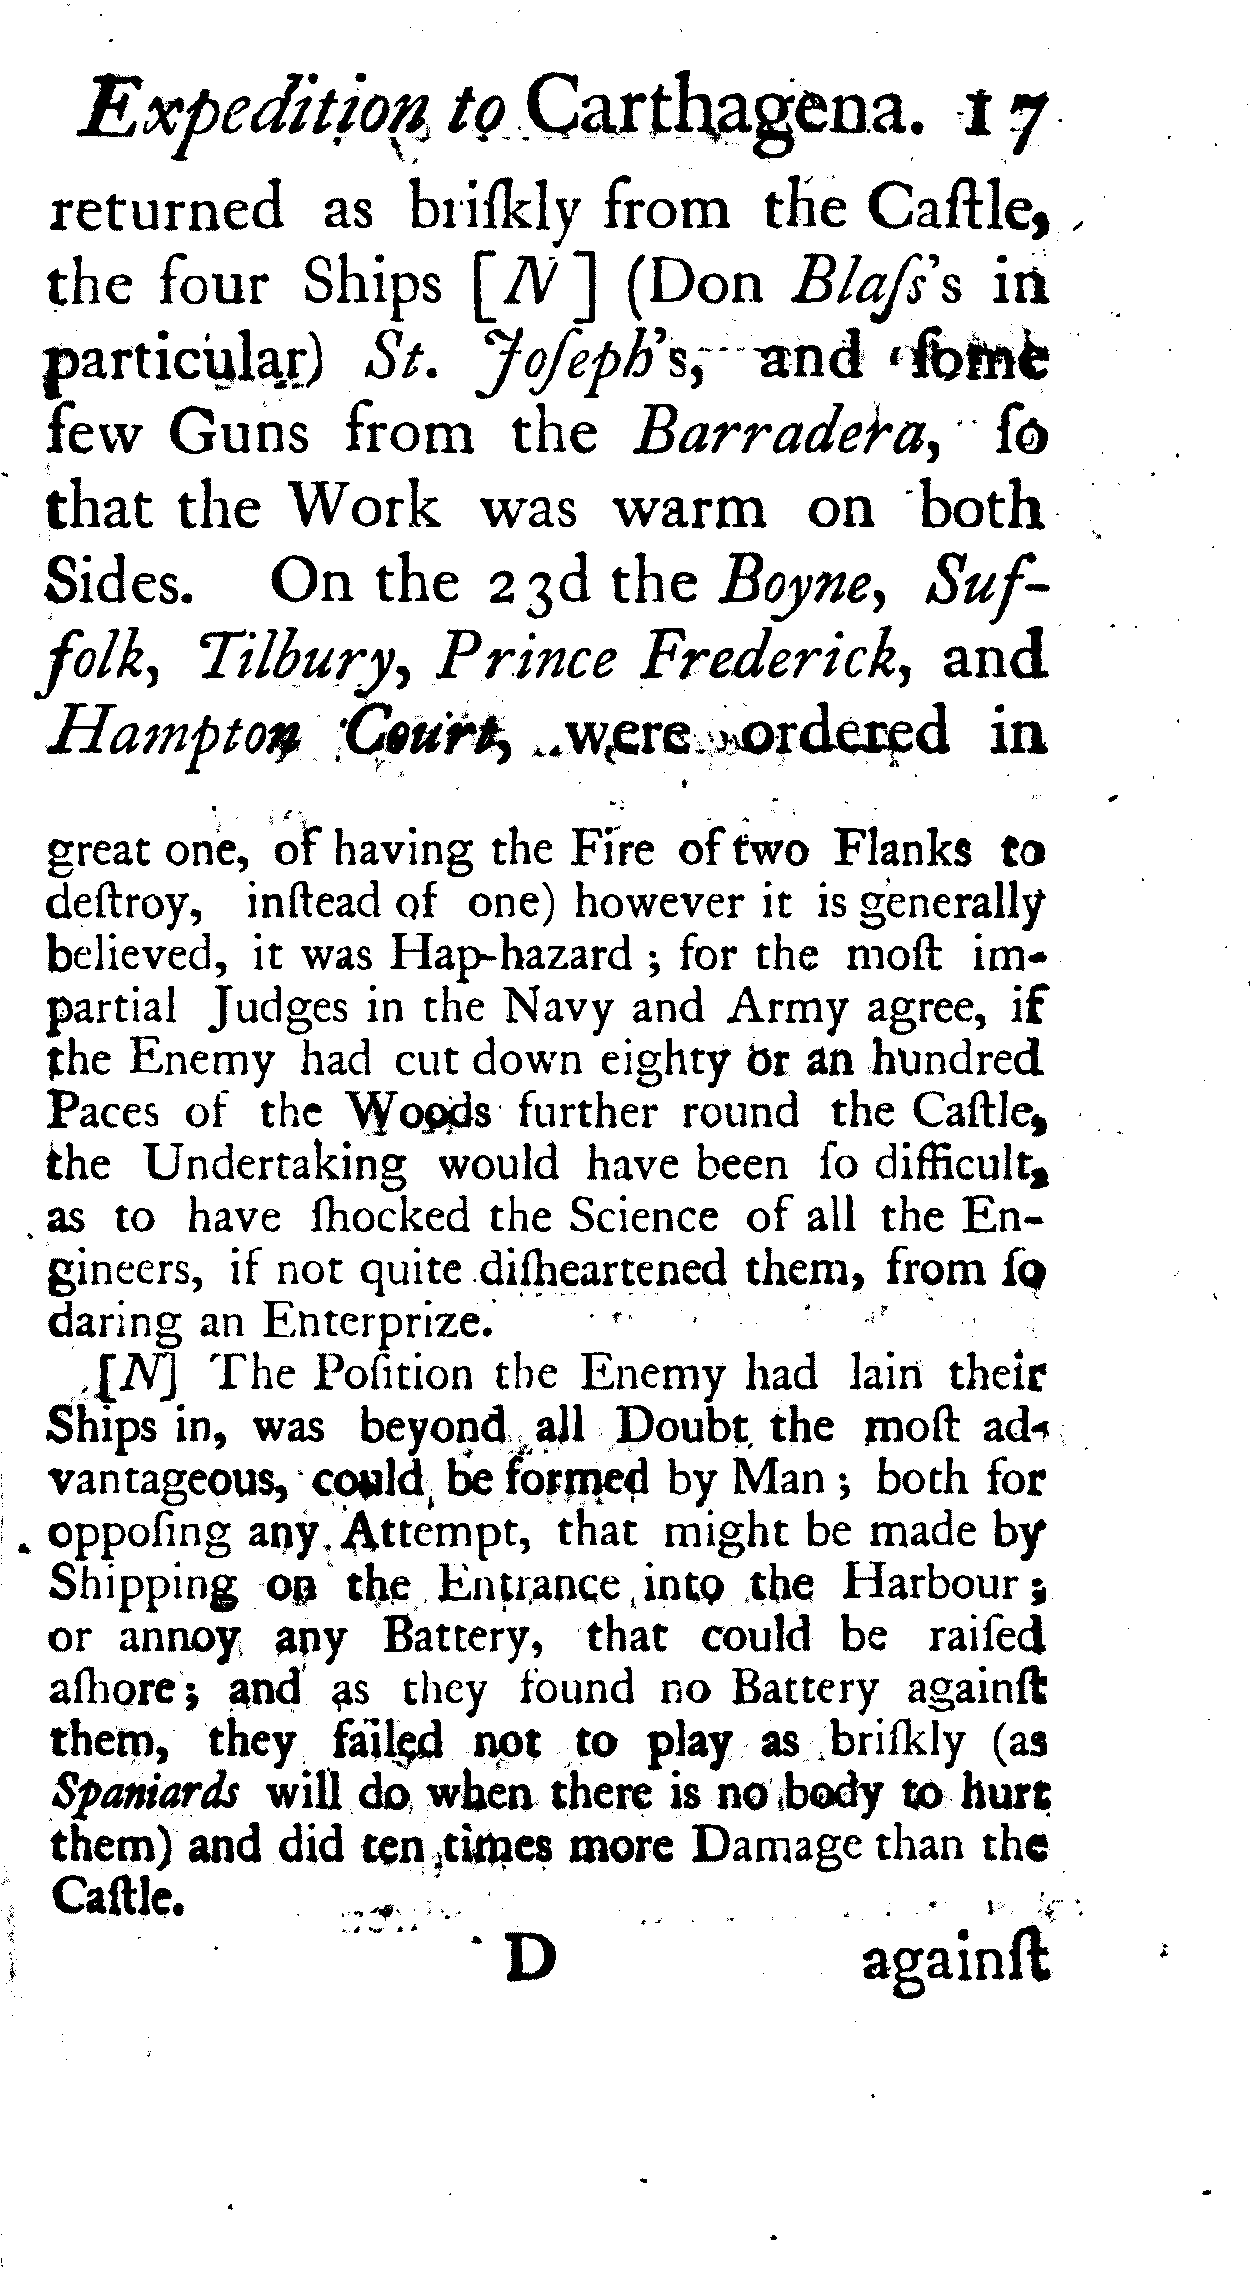 Expedition to Carthagena. 17
returned as briſkly from the Caſtle,
the four Ships [N] (Don Blaſs's in
particular) St. Joſeph's, and ſome
few Guns from the Barradera, ſo
that the Work was warm on both
Sides. On the 23d the Boyne, Suf-
folk, Tilbury, Prince Frederick, and
Hampton Court, were ordered in
great one, of having the Fire of two Flanks to
deſtroy, inſtead of one) however it is generally
believed, it was Hap-hazard; for the moſt im-
partial Judges in the Navy and Army agree, if
the Enemy had cut down eighty or an hundred
Paces of the Woods further round the Caſtle,
the Undertaking would have been ſo difficult,
as to have ſhocked the Science of all the En-
gineers, if not quite diſheartened them, from ſo
daring an Enterprize.
[N] The Poſition the Enemy had lain their
Ships in, was beyond all Doubt the moſt ad-
vantageous, could be formed by Man; both for
oppoſing any Attempt, that might be made by
Shipping on the Entrance into the Harbour;
or annoy any Battery, that could be raiſed
aſhore; and as they found no Battery againſt
them, they failed not to play as briſkly (as
Spaniards will do when there is no body to hurt
them) and did ten times more Damage than the
Caſtle.
D againſt